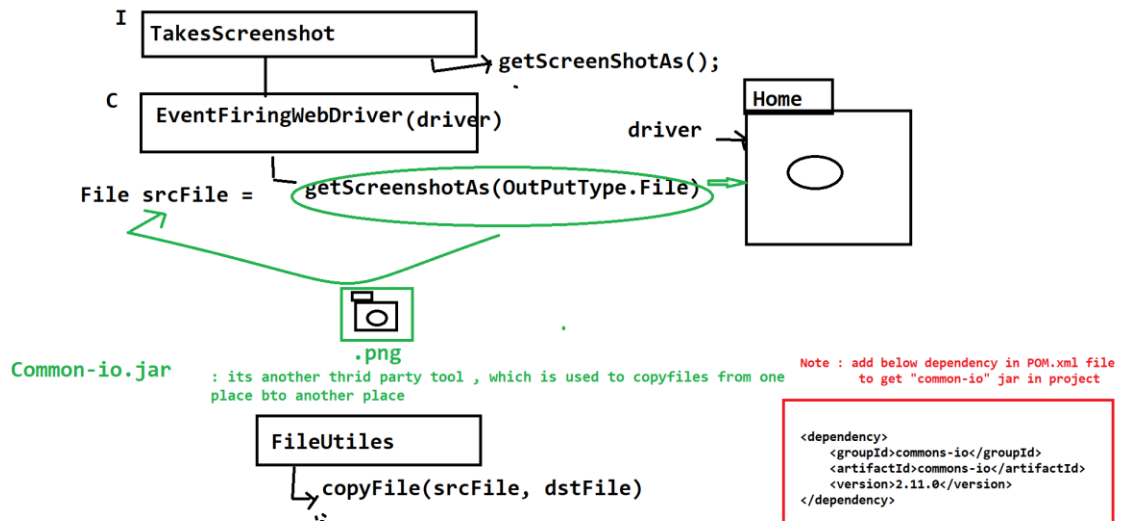 I
TakesScreenshot
getScreenShotAs();
C
EventFiringWebDriver(driver)
Home
driver
File srcFile = getScreenshotAs(OutPutType.File)
.png
Common-io.jar
: its another thrid party tool , which is used to copyfiles from one
place bto another place
Note : add below dependency in POM.xml file
to get "common-io" jar in project
FileUtiles
copyFile(srcFile, dstFile)
<dependency>
<groupId>commons-io</groupId>
<artifactId>commons-io</artifactId>
<version>2.11.0</version>
</dependency>